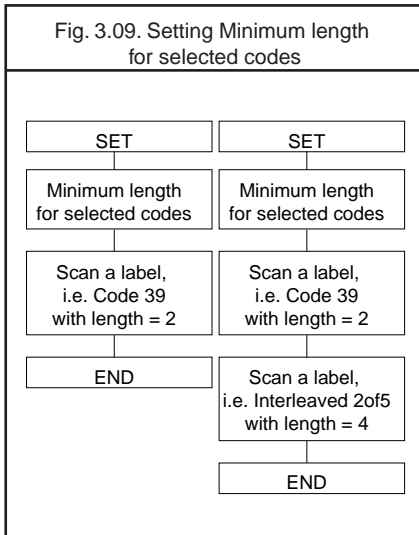 Fig. 3.09. Setting Minimum length
for selected codes
SET
Minimum length
for selected codes
Scan a label,
i.e. Code 39
with length = 2
END
SET
Minimum length
for selected codes
Scan a label,
i.e. Code 39
with length = 2
Scan a label,
i.e. Interleaved 2of5
with length = 4
END